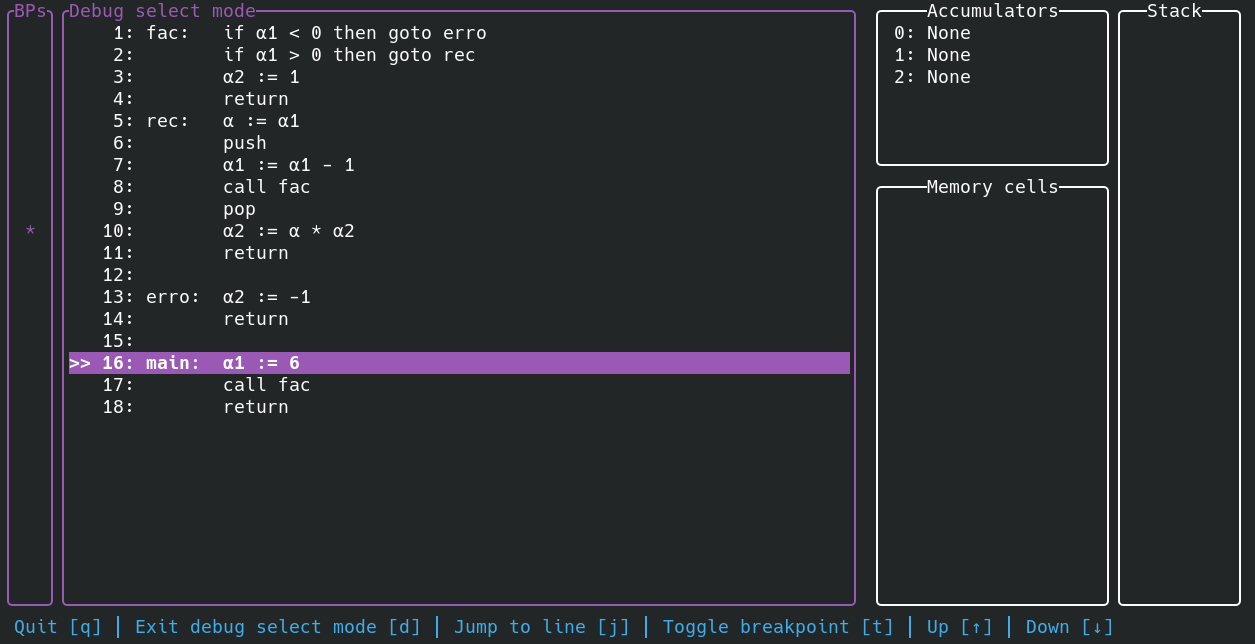 BPs
*
Debug select mode
1: fac:   if α1 < 0 then goto erro
2:        if α1 > 0 then goto rec
3:        α2 := 1
4:        return
5: rec:   α := α1
6:        push
7:        α1 := α1 - 1
8:        call fac
9:        pop
10:        α2 := α * α2
11:        return
12:
13: erro:  α2 := -1
14:        return
15:
>> 16: main:  α1 := 6
17:        call fac
18:        return
Accumulators
0: None
1: None
2: None
Memory cells
Stack
Quit [q] │ Exit debug select mode [d] │ Jump to line [j] │ Toggle breakpoint [t] │ Up [↑] │ Down [↓]